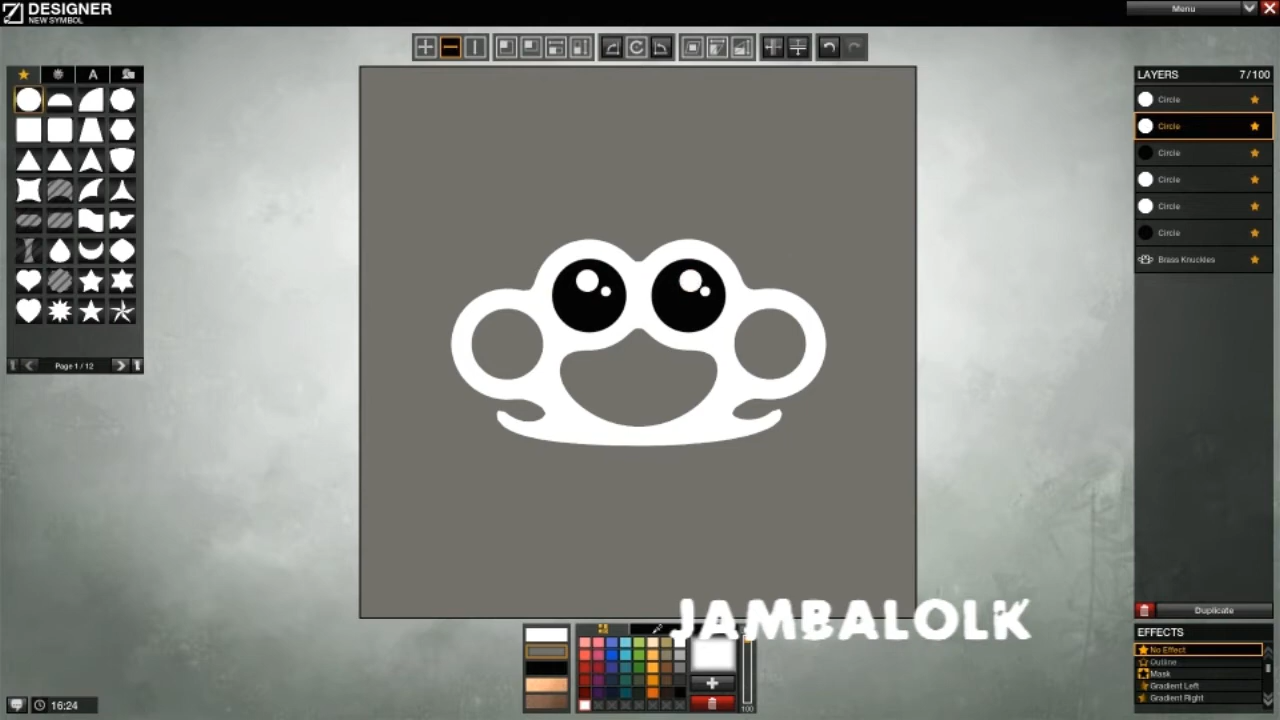 DESIGNER
NEW SYMBOL
Menu
A
Page 1 / 12
LAYERS 7/100
Circle
Circle
Circle
Circle
Circle
Circle
Brass Knuckles
Duplicate
EFFECTS
No Effect
Outline
Mask
Gradient Left
Gradient Right
JAMBALOLK
100
16:24